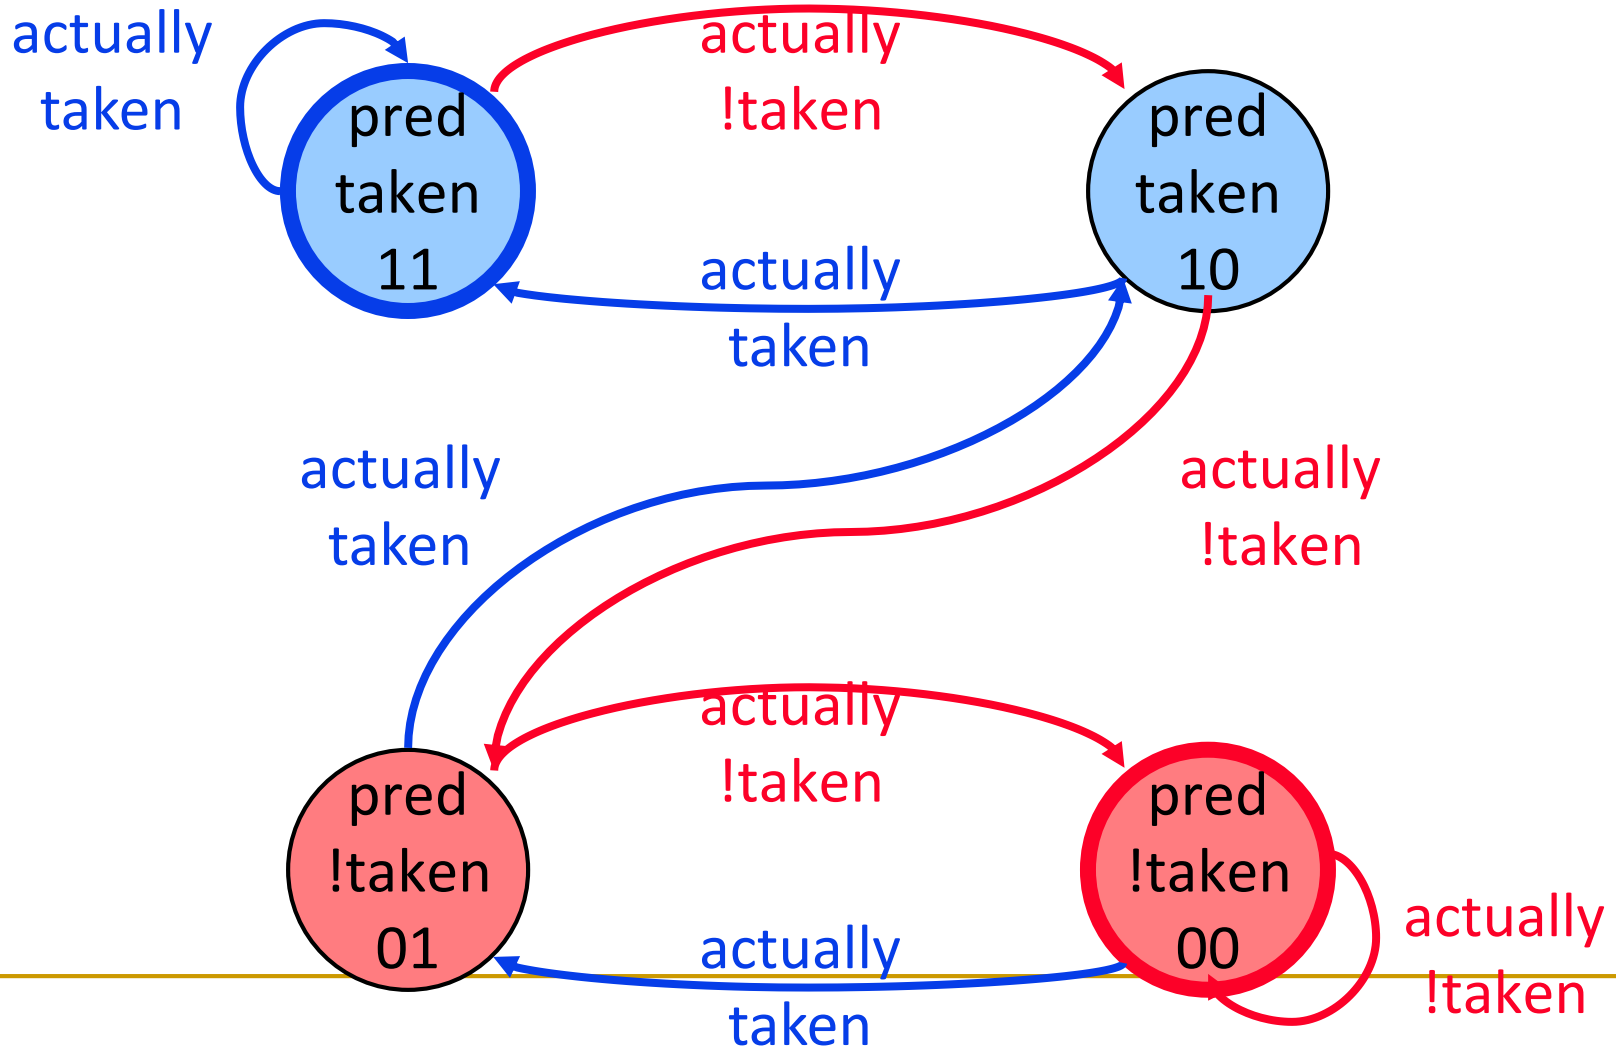 actually
taken
actually
!taken
pred
taken
11
pred
taken
10
actually
taken
actually
taken
actually
!taken
actually
!taken
pred
!taken
01
pred
!taken
00
actually
taken
actually
!taken